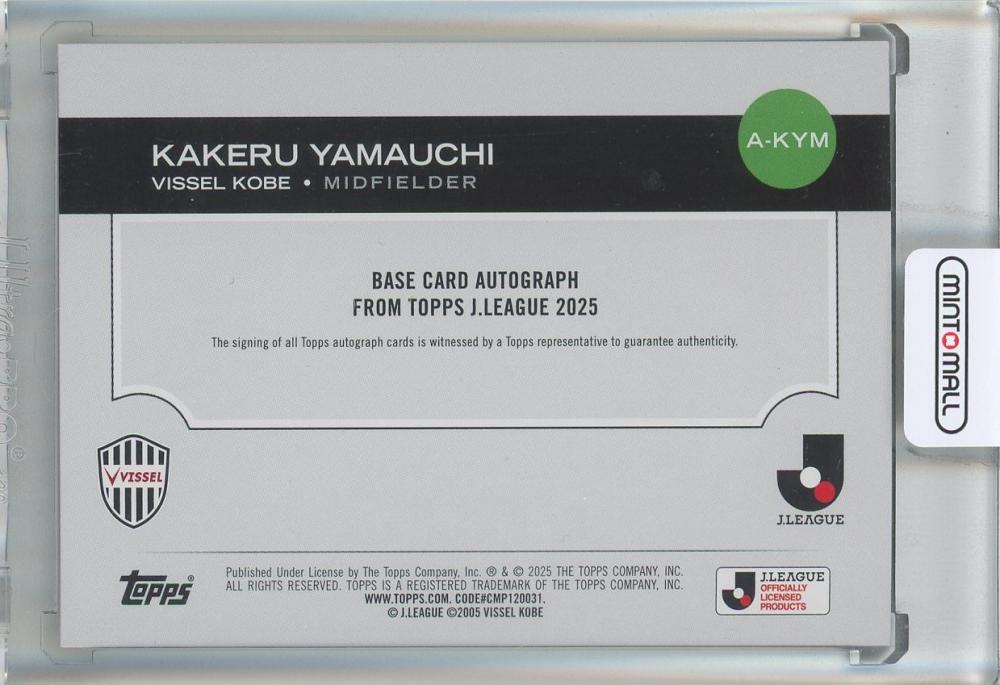 KAKERU YAMAUCHI
VISSEL KOBE • MIDFIELDER
A-KYM
BASE CARD AUTOGRAPH
FROM TOPPS J.LEAGUE 2025
The signing of all Topps autograph cards is witnessed by a Topps representative to guarantee authenticity.
MINT MALL
VISSEL
J.LEAGUE
topps®
Published Under License by The Topps Company, Inc. ® & © 2025 THE TOPPS COMPANY, INC.
ALL RIGHTS RESERVED. TOPPS IS A REGISTERED TRADEMARK OF THE TOPPS COMPANY, INC.
WWW.TOPPS.COM. CODE#CMP120031.
© J.LEAGUE ©2005 VISSEL KOBE
J.LEAGUE
OFFICIALLY
LICENSED
PRODUCTS